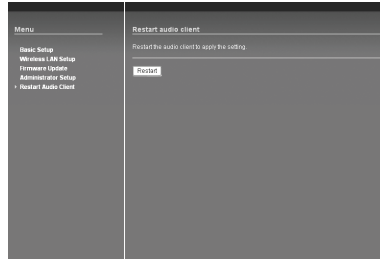 Menu
Basic Setup
Wireless LAN Setup
Firmware Update
Administrator Setup
Restart Audio Client
Restart audio client
Restart the audio client to apply the setting.
Restart